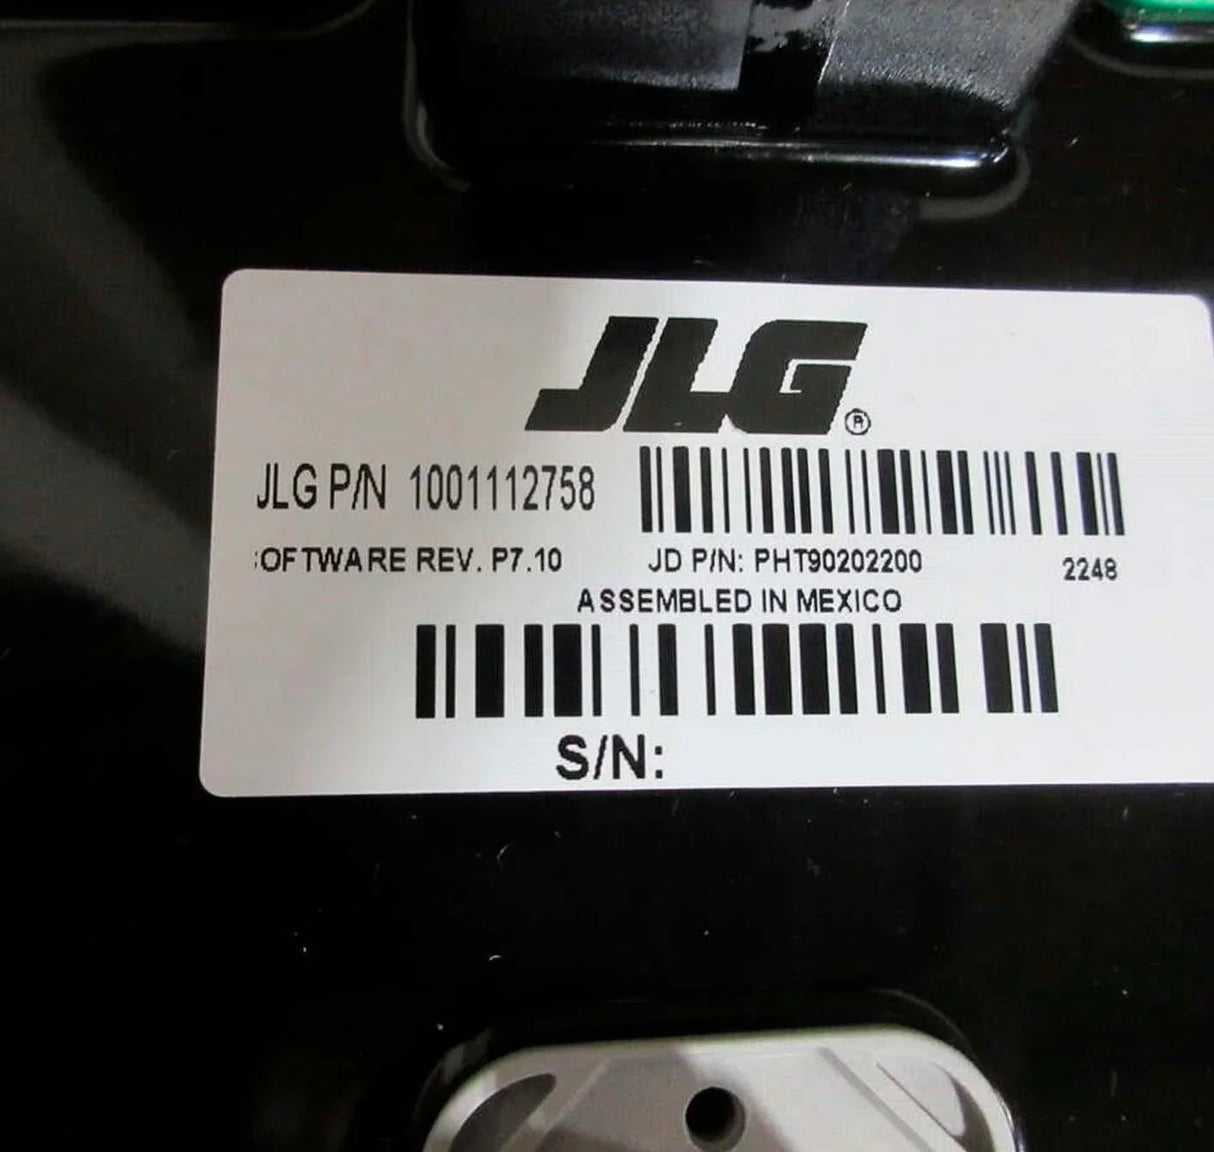 JLG®
JLG P/N 1001112758
:OFTWARE REV. P7.10 JD P/N: PHT90202200 2248
ASSEMBLED IN MEXICO
S/N: